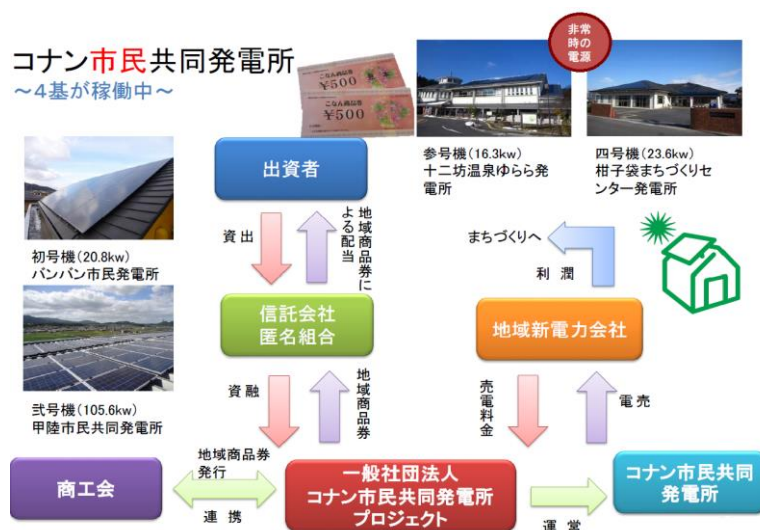 コナン市民共同発電所
～4基が稼働中～
こなん商品券
¥500
こなん商品券
¥500
非常
時の
電源
参号機(16.3kw)
十二坊温泉ゆらら発
電所
四号機(23.6kw)
柑子袋まちづくりセ
ンター発電所
初号機(20.8kw)
バンバン市民発電所
弐号機(105.6kw)
甲陸市民共同発電所
出資者
資出
地域商品券に
よる配当
信託会社
匿名組合
資融
地域商品券
まちづくりへ
利 潤
地域新電力会社
売電料金
電売
商工会
地域商品券
発行
連 携
一般社団法人
コナン市民共同発電所
プロジェクト
運 営
コナン市民共同
発電所